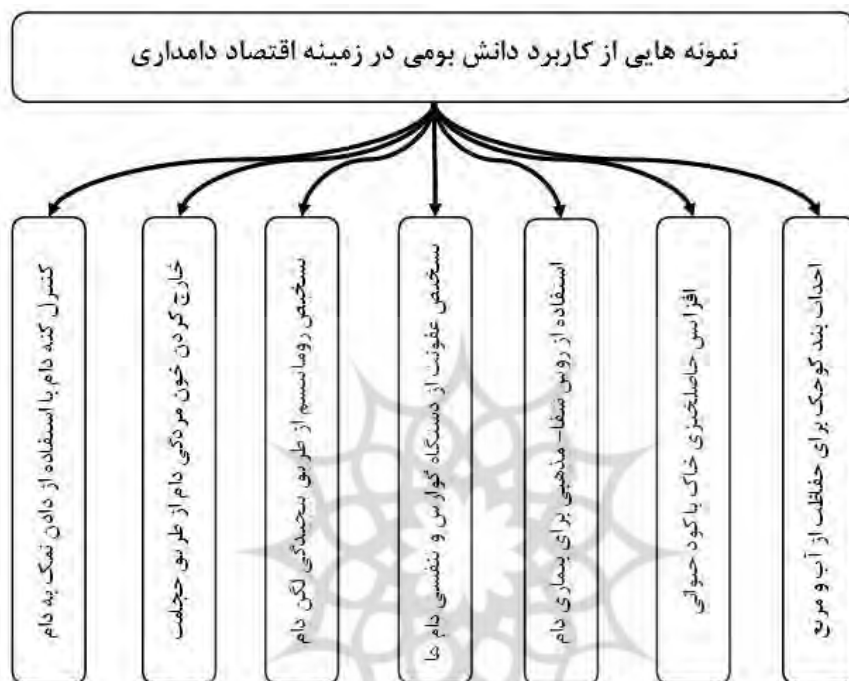 نمونه هایی از کاربرد دانش بومی در زمینه اقتصاد دامداری
احداث بند کوچک برای حفاظت از آب و مرتع
افزایش حاصلخیزی خاک با کود حیوانی
استفاده از روش شفا- مذهبی برای بیماری دام
تشخیص عفونت از دستگاه گوارش و تنفسی دام ها
تشخیص روماتیسم از طریق پیچیدگی لگن دام
خارج کردن خون مردگی دام از طریق حجامت
کنترل کنه دام با استفاده از دادن نمک به دام